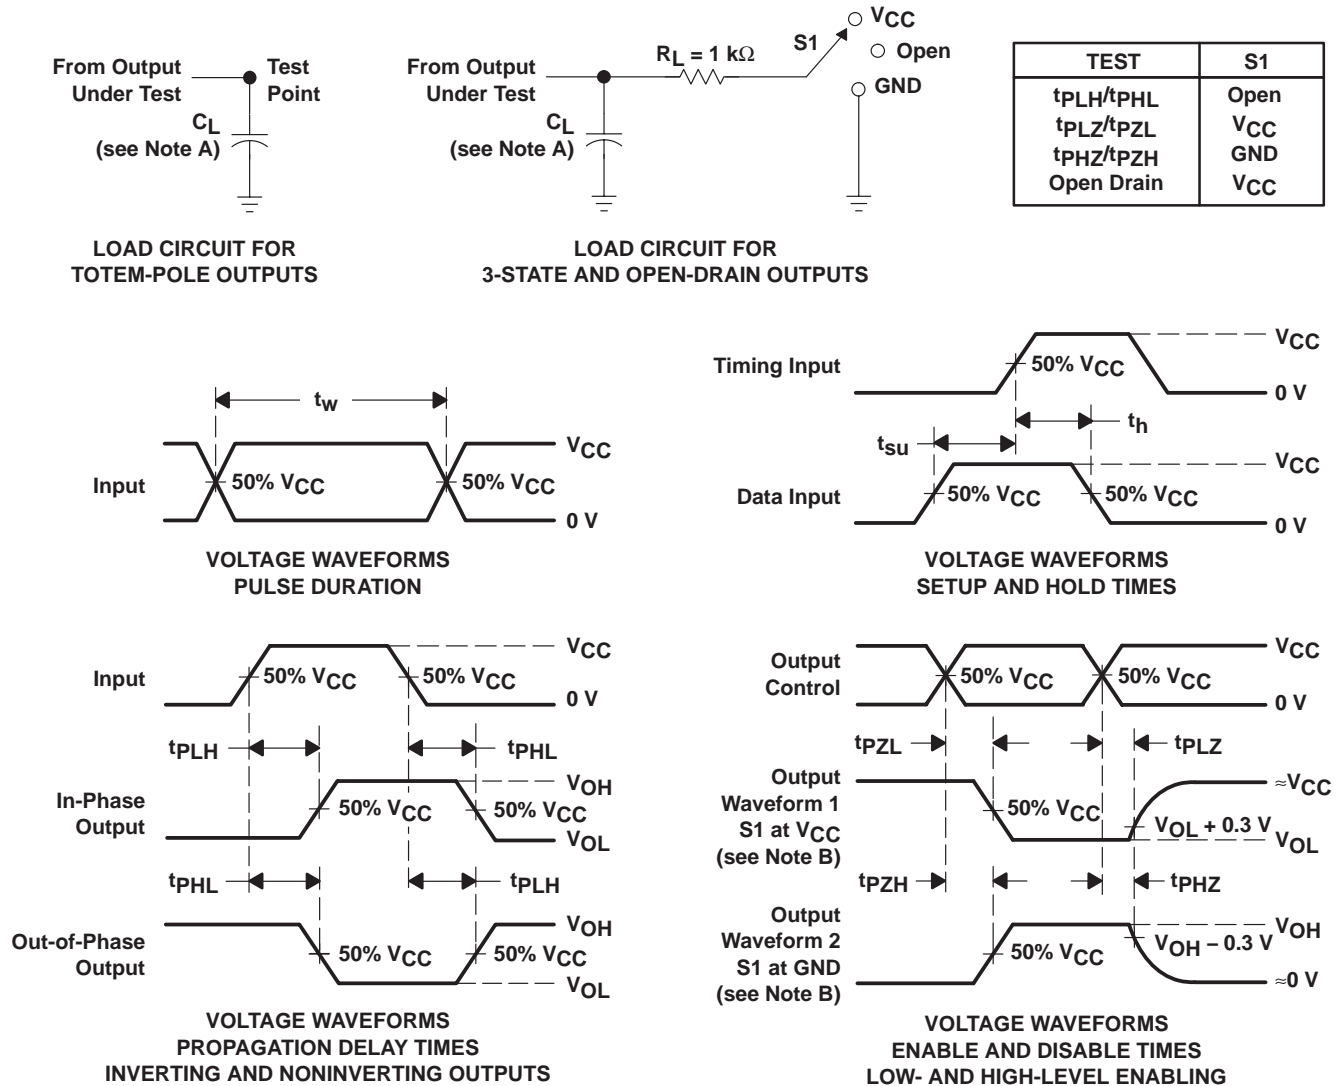 From Output
Under Test
Test
Point
CL
(see Note A)
LOAD CIRCUIT FOR
TOTEM-POLE OUTPUTS
From Output
Under Test
RL = 1 kΩ
S1
VCC
Open
GND
CL
(see Note A)
LOAD CIRCUIT FOR
3-STATE AND OPEN-DRAIN OUTPUTS
TEST S1
tPLH/tPHL Open
tPLZ/tPZL VCC
tPHZ/tPZH GND
Open Drain VCC
tw
Input
50% VCC
50% VCC
VCC
0 V
VOLTAGE WAVEFORMS
PULSE DURATION
Timing Input
50% VCC
VCC
0 V
tsu
th
Data Input
50% VCC
50% VCC
VCC
0 V
VOLTAGE WAVEFORMS
SETUP AND HOLD TIMES
Input
50% VCC
50% VCC
VCC
0 V
tPLH
tPHL
In-Phase
Output
50% VCC
50% VCC
VOH
VOL
tPHL
tPLH
Out-of-Phase
Output
50% VCC
50% VCC
VOH
VOL
VOLTAGE WAVEFORMS
PROPAGATION DELAY TIMES
INVERTING AND NONINVERTING OUTPUTS
Output
Control
50% VCC
50% VCC
VCC
0 V
tPZL
tPLZ
Output
Waveform 1
S1 at VCC
(see Note B)
50% VCC
≈VCC
VOL + 0.3 V
VOL
tPZH
tPHZ
Output
Waveform 2
S1 at GND
(see Note B)
50% VCC
VOH
VOH – 0.3 V
≈0 V
VOLTAGE WAVEFORMS
ENABLE AND DISABLE TIMES
LOW- AND HIGH-LEVEL ENABLING